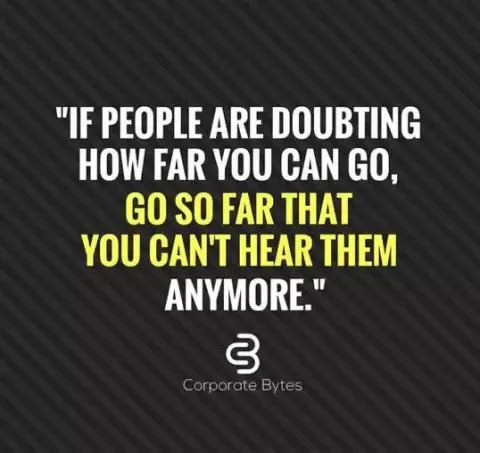 "IF PEOPLE ARE DOUBTING
HOW FAR YOU CAN GO,
GO SO FAR THAT
YOU CAN'T HEAR THEM
ANYMORE."
Corporate Bytes